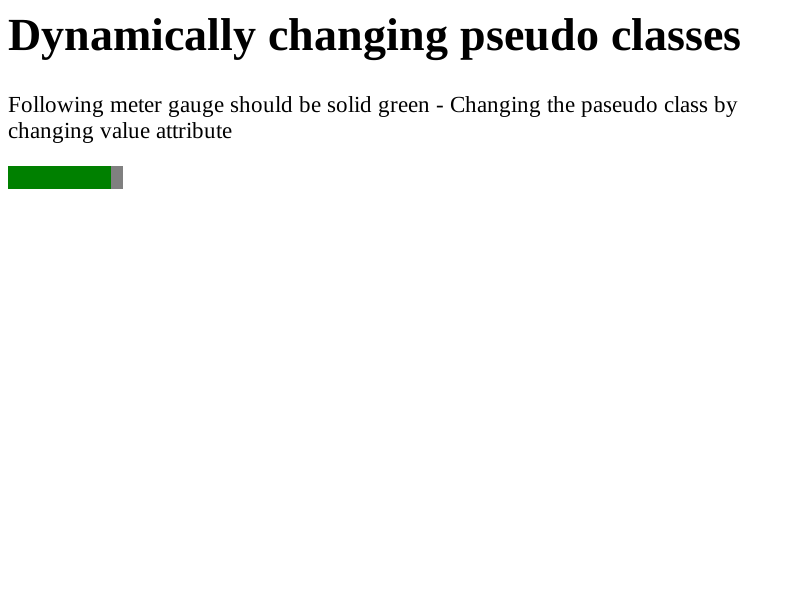 Dynamically changing pseudo classes
Following meter gauge should be solid green - Changing the paseudo class by
changing value attribute